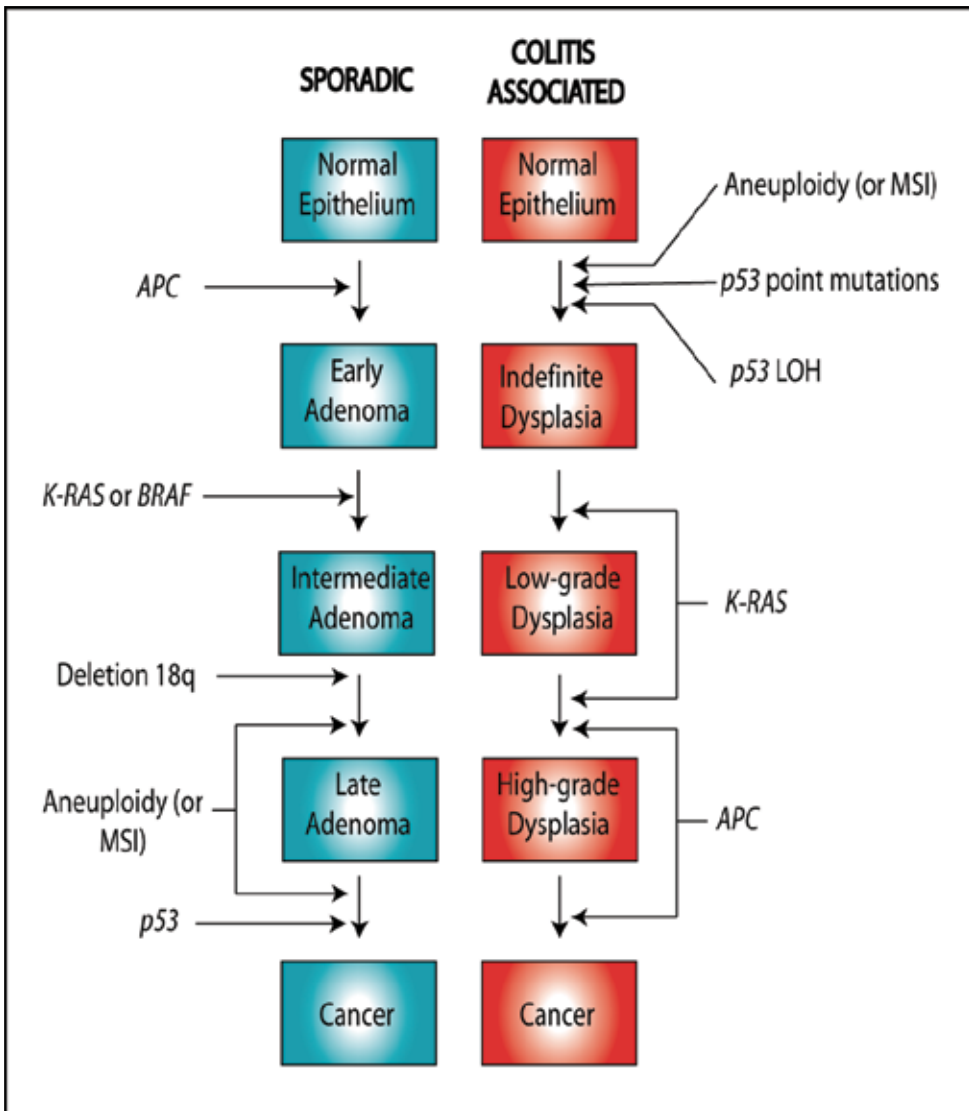 SPORADIC
COLITIS
ASSOCIATED
Normal
Epithelium
Normal
Epithelium
Aneuploidy (or MSI)
APC
p53 point mutations
p53 LOH
Early
Adenoma
Indefinite
Dysplasia
K-RAS or BRAF
Intermediate
Adenoma
Low-grade
Dysplasia
K-RAS
Deletion 18q
Aneuploidy (or
MSI)
Late
Adenoma
High-grade
Dysplasia
APC
p53
Cancer
Cancer